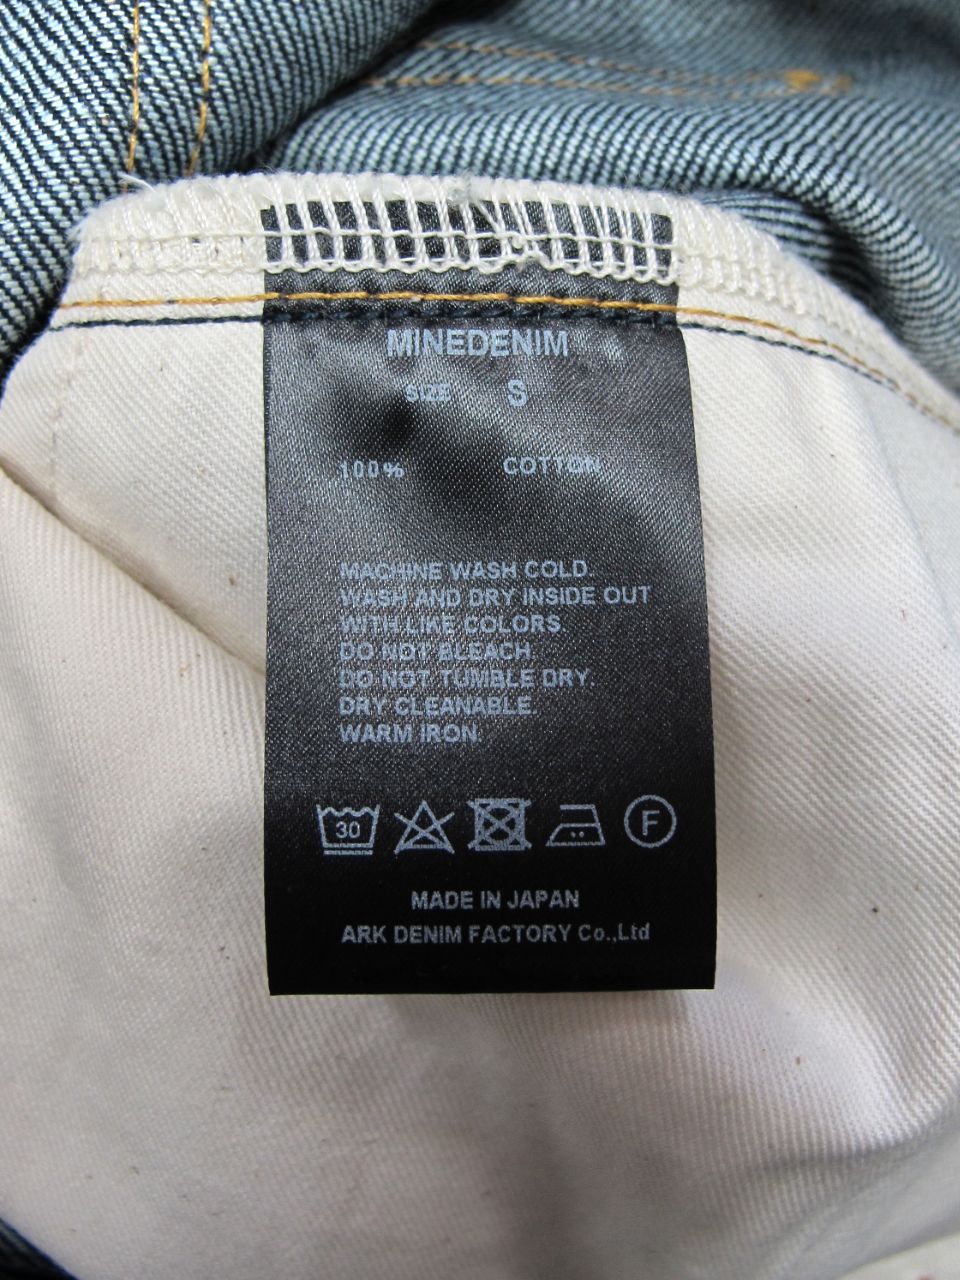 MINEDENIM
SIZE S
100% COTTON
MACHINE WASH COLD
WASH AND DRY INSIDE OUT
WITH LIKE COLORS.
DO NOT BLEACH.
DO NOT TUMBLE DRY.
DRY CLEANABLE.
WARM IRON.
30 F
MADE IN JAPAN
ARK DENIM FACTORY Co.,Ltd